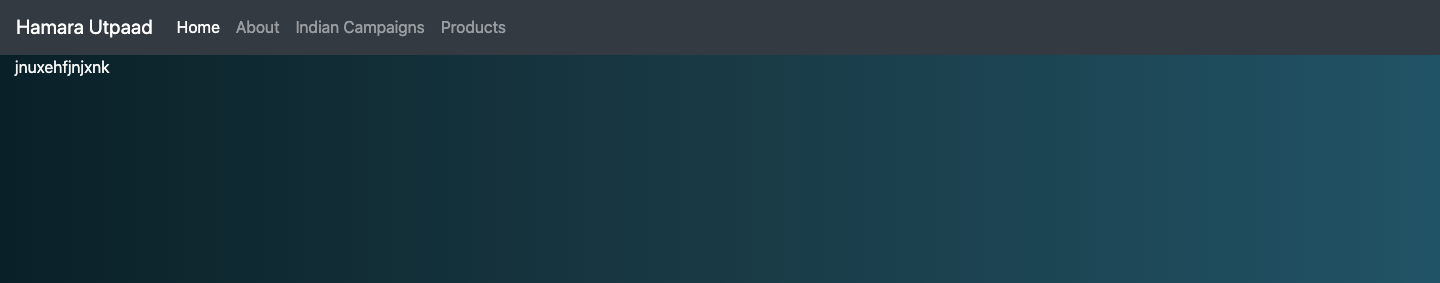 Hamara Utpaad Home About Indian Campaigns Products
jnuxehfjnjxnk